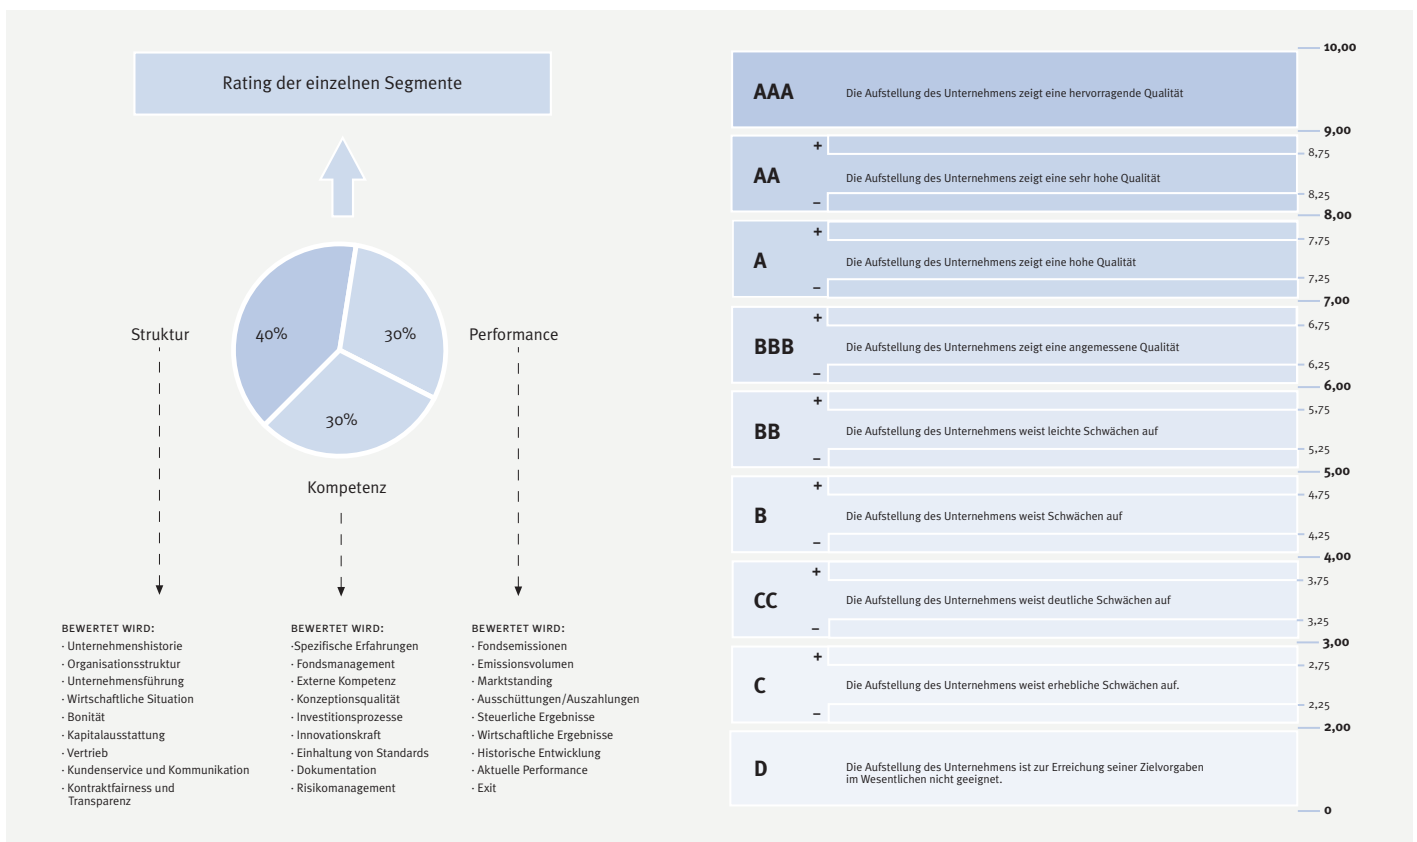 Rating der einzelnen Segmente
Struktur
40%
30%
Performance
30%
Kompetenz
BEWERTET WIRD:
· Unternehmenshistorie
· Organisationsstruktur
· Unternehmensführung
· Wirtschaftliche Situation
· Bonität
· Kapitalausstattung
· Vertrieb
· Kundenservice und Kommunikation
· Kontraktfairness und
Transparenz
BEWERTET WIRD:
·Spezifische Erfahrungen
· Fondsmanagement
· Externe Kompetenz
· Konzeptionsqualität
· Investitionsprozesse
· Innovationskraft
· Einhaltung von Standards
· Dokumentation
· Risikomanagement
BEWERTET WIRD:
· Fondsemissionen
· Emissionsvolumen
· Marktstanding
· Ausschüttungen/Auszahlungen
· Steuerliche Ergebnisse
· Wirtschaftliche Ergebnisse
· Historische Entwicklung
· Aktuelle Performance
· Exit
10,00
AAA Die Aufstellung des Unternehmens zeigt eine hervorragende Qualität
9,00
+
8,75
AA Die Aufstellung des Unternehmens zeigt eine sehr hohe Qualität
8,25
–
8,00
+
7,75
A Die Aufstellung des Unternehmens zeigt eine hohe Qualität
7,25
–
7,00
+
6,75
BBB Die Aufstellung des Unternehmens zeigt eine angemessene Qualität
6,25
–
6,00
+
5,75
BB Die Aufstellung des Unternehmens weist leichte Schwächen auf
5,25
–
5,00
+
4,75
B Die Aufstellung des Unternehmens weist Schwächen auf
4,25
–
4,00
+
3,75
CC Die Aufstellung des Unternehmens weist deutliche Schwächen auf
3,25
–
3,00
+
2,75
C Die Aufstellung des Unternehmens weist erhebliche Schwächen auf.
2,25
–
2,00
D Die Aufstellung des Unternehmens ist zur Erreichung seiner Zielvorgaben
im Wesentlichen nicht geeignet.
0